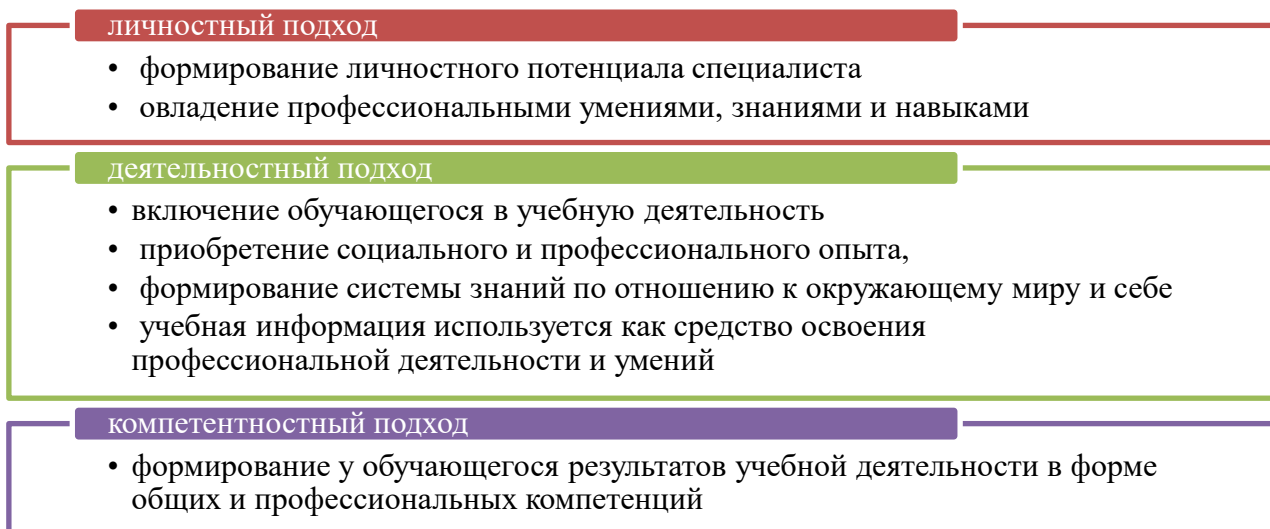 личностный подход
• формирование личностного потенциала специалиста
• овладение профессиональными умениями, знаниями и навыками
деятельностный подход
• включение обучающегося в учебную деятельность
• приобретение социального и профессионального опыта,
• формирование системы знаний по отношению к окружающему миру и себе
• учебная информация используется как средство освоения
профессиональной деятельности и умений
компетентностный подход
• формирование у обучающегося результатов учебной деятельности в форме
общих и профессиональных компетенций